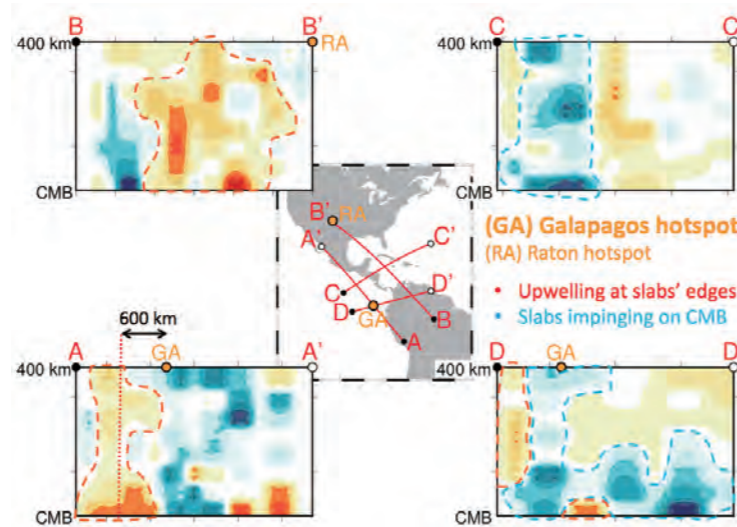 B
B'
400 km
RA
CMB
C
C
400 km
CMB
B'
RA
A'
C'
C
D'
D
GA
B
A
(GA) Galapagos hotspot
(RA) Raton hotspot
• Upwelling at slabs' edges
• Slabs impinging on CMB
600 km
A
GA
A'
400 km
CMB
D
GA
D
400 km
CMB